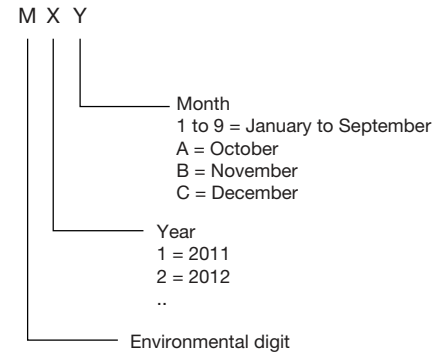 M X Y
Month
1 to 9 = January to September
A = October
B = November
C = December
Year
1 = 2011
2 = 2012
..
Environmental digit